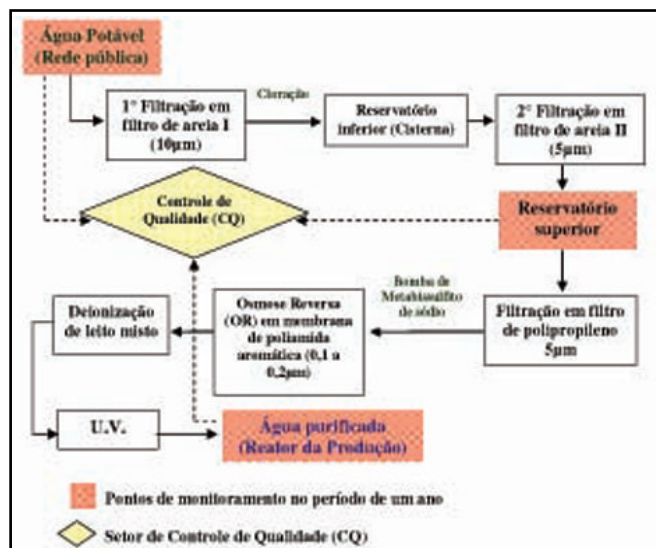 Água Potável
(Rede pública)
1º Filtração em
filtro de areia I
(10µm)
Cloração
Reservatório
inferior (Cisterna)
2º Filtração em
filtro de areia II
(5µm)
Controle de
Qualidade (CQ)
Reservatório
superior
Bomba de
Metabissulfito
de sódio
Filtração em filtro
de polipropileno
5µm
Osmose Reversa
(OR) em membrana
de poliamida
aromática (0,1 a
0,2µm)
Deionização
de leito misto
U.V.
Água purificada
(Reator da Produção)
Pontos de monitoramento no período de um ano
Setor de Controle de Qualidade (CQ)